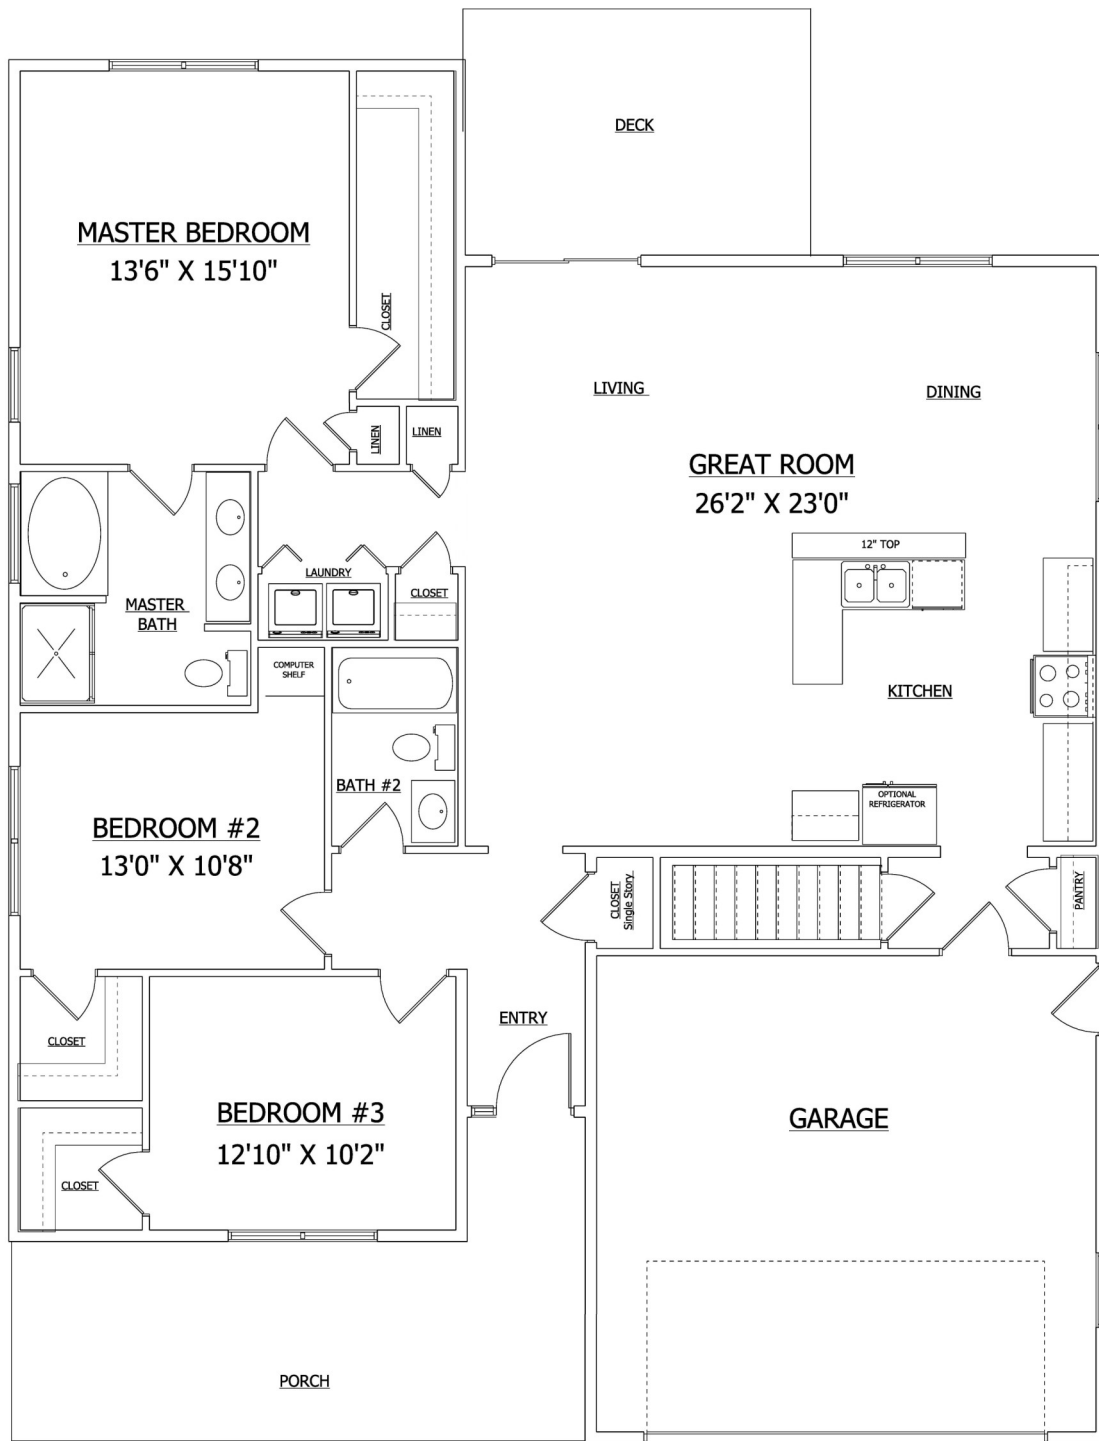 DECK
MASTER BEDROOM
13'6" X 15'10"
CLOSET
LIVING
DINING
LINEN
LINEN
GREAT ROOM
26'2" X 23'0"
12" TOP
LAUNDRY
CLOSET
MASTER
BATH
COMPUTER
SHELF
KITCHEN
BATH #2
OPTIONAL
REFRIGERATOR
BEDROOM #2
13'0" X 10'8"
CLOSET
Single Story
PANTRY
ENTRY
CLOSET
BEDROOM #3
12'10" X 10'2"
GARAGE
CLOSET
PORCH